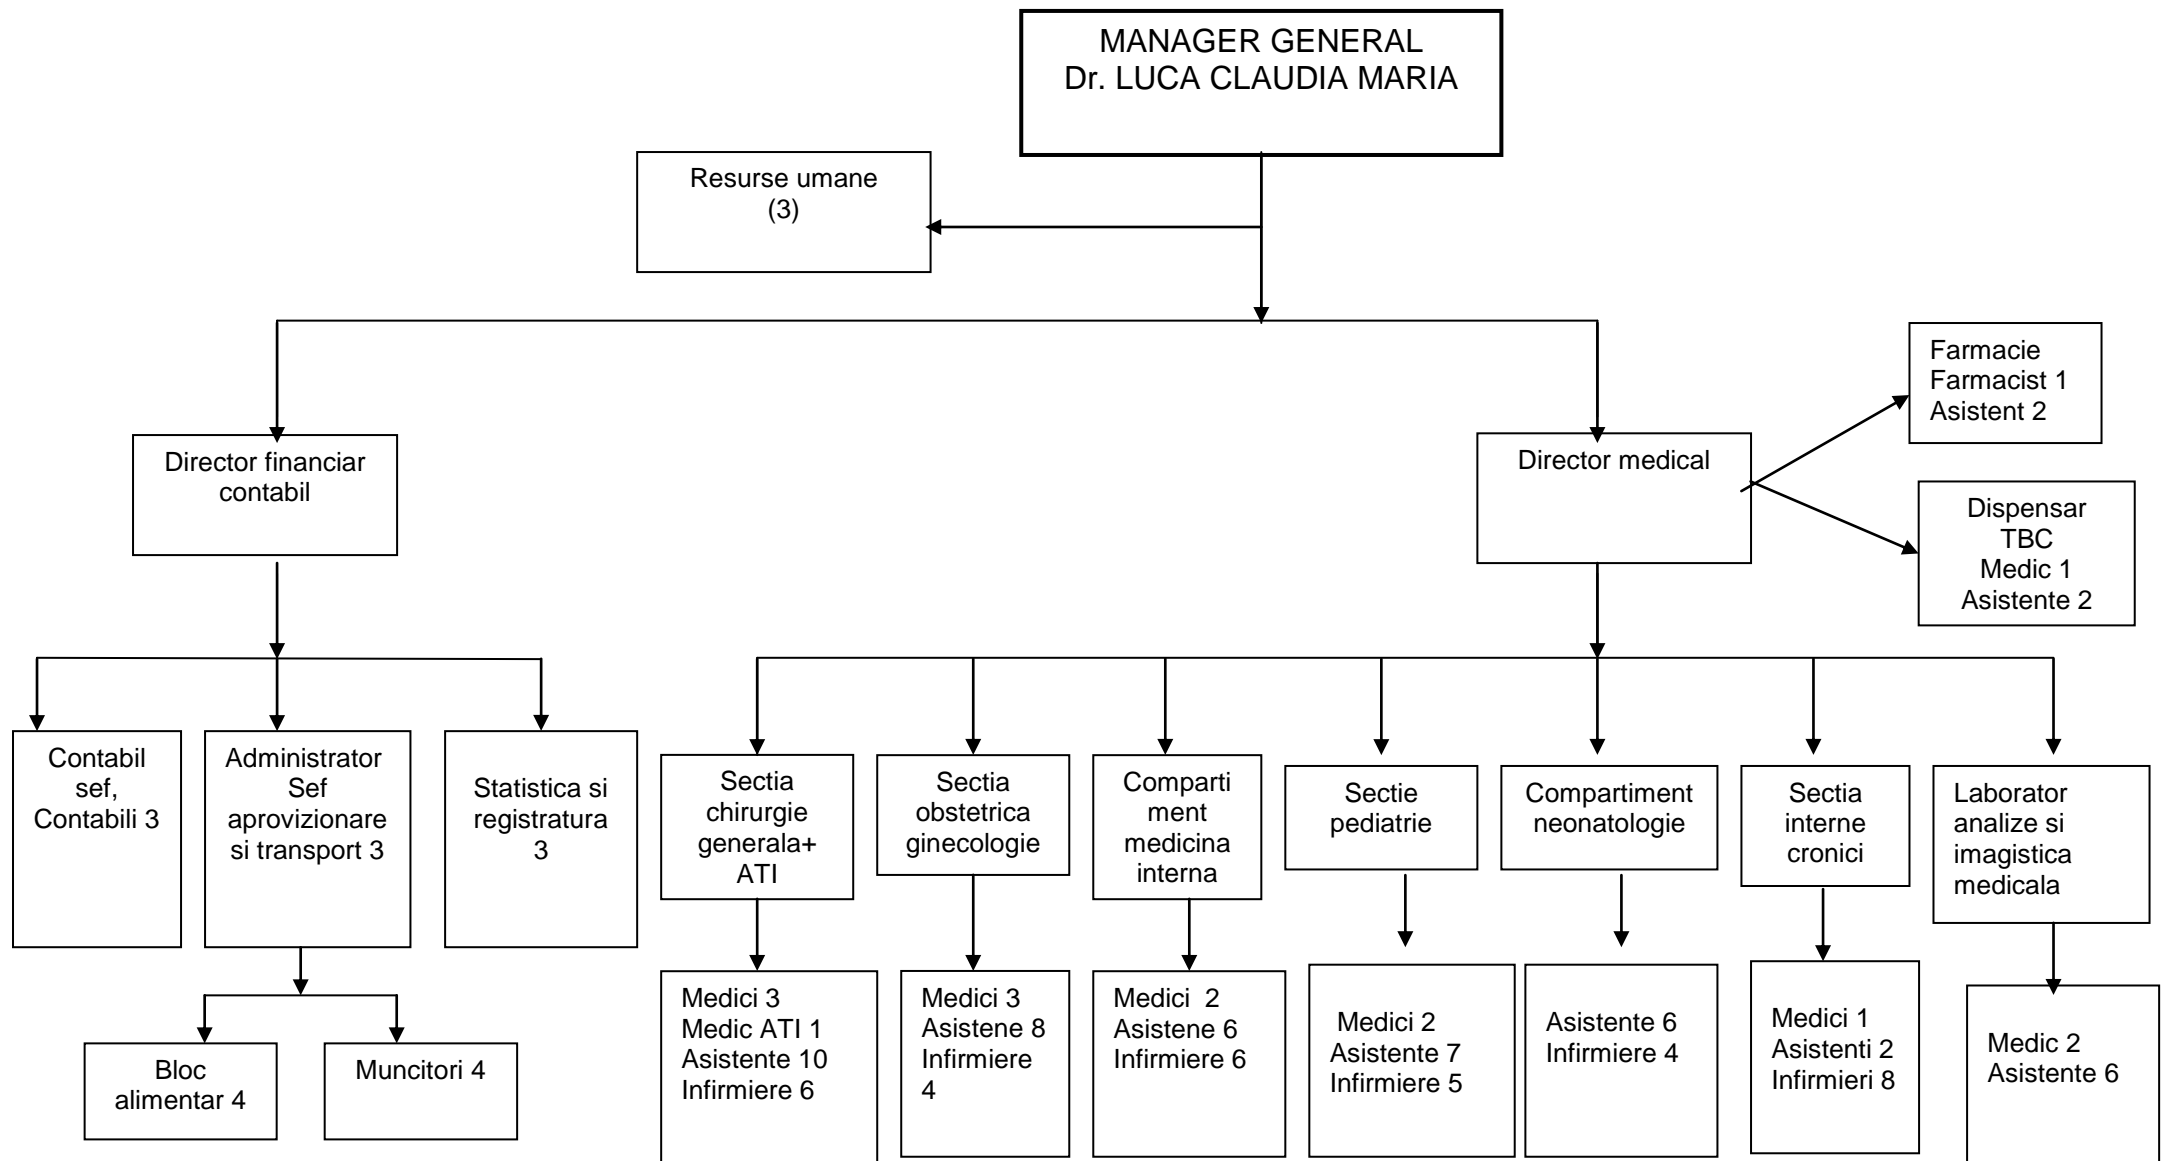 MANAGER GENERAL
Dr. LUCA CLAUDIA MARIA
Resurse umane
(3)
Farmacie
Farmacist 1
Asistent 2
Director financiar
contabil
Director medical
Dispensar
TBC
Medic 1
Asistente 2
Contabil
sef,
Contabili 3
Administrator
Sef
aprovizionare
si transport 3
Statistica si
registratura
3
Sectia
chirurgie
generala+
ATI
Sectia
obstetrica
ginecologie
Comparti
ment
medicina
interna
Sectie
pediatrie
Compartiment
neonatologie
Sectia
interne
cronici
Laborator
analize si
imagistica
medicala
Bloc
alimentar 4
Muncitori 4
Medici 3
Medic ATI 1
Asistente 10
Infirmiere 6
Medici 3
Asistene 8
Infirmiere
4
Medici  2
Asistene 6
Infirmiere 6
Medici 2
Asistente 7
Infirmiere 5
Asistente 6
Infirmiere 4
Medici 1
Asistenti 2
Infirmieri 8
Medic 2
Asistente 6